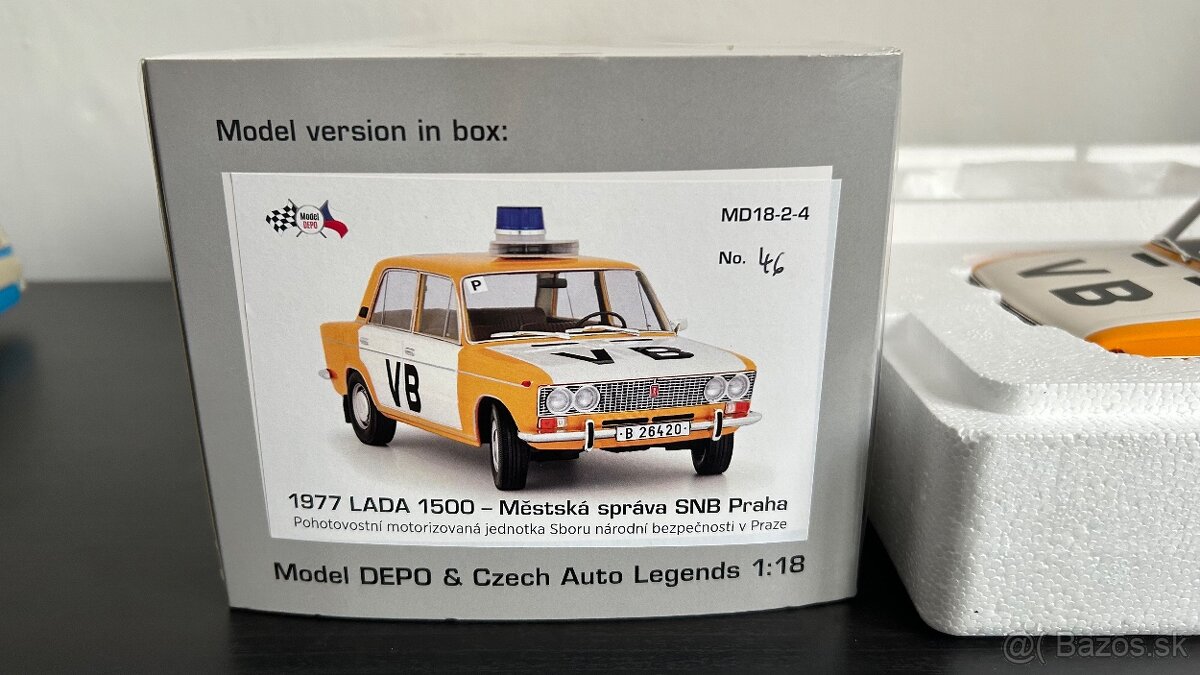 Model version in box:
Model
DEPO
MD18-2-4
No. 46
P
VB
VB
B 26420
1977 LADA 1500 – Městská správa SNB Praha
Pohotovostní motorizovaná jednotka Sboru národní bezpečnosti v Praze
Model DEPO & Czech Auto Legends 1:18
VB
@( Bazos.sk